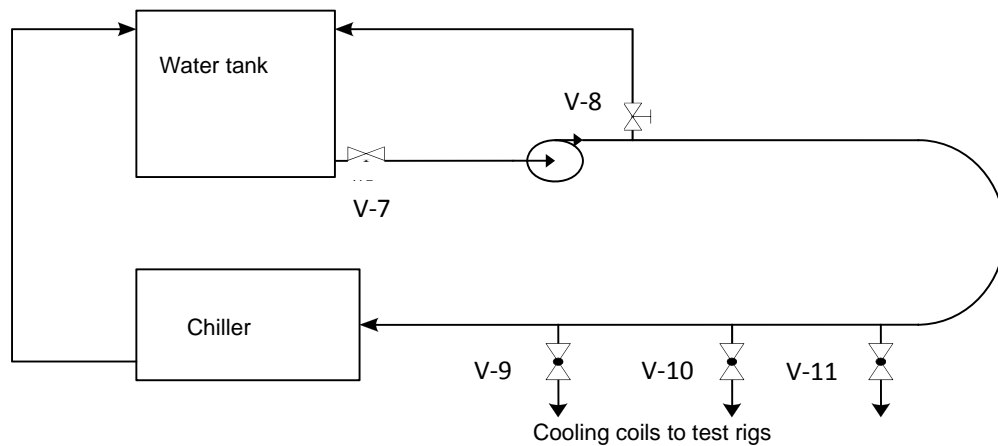 Water tank
V-8
V-7
Chiller
V-9
V-10
V-11
Cooling coils to test rigs